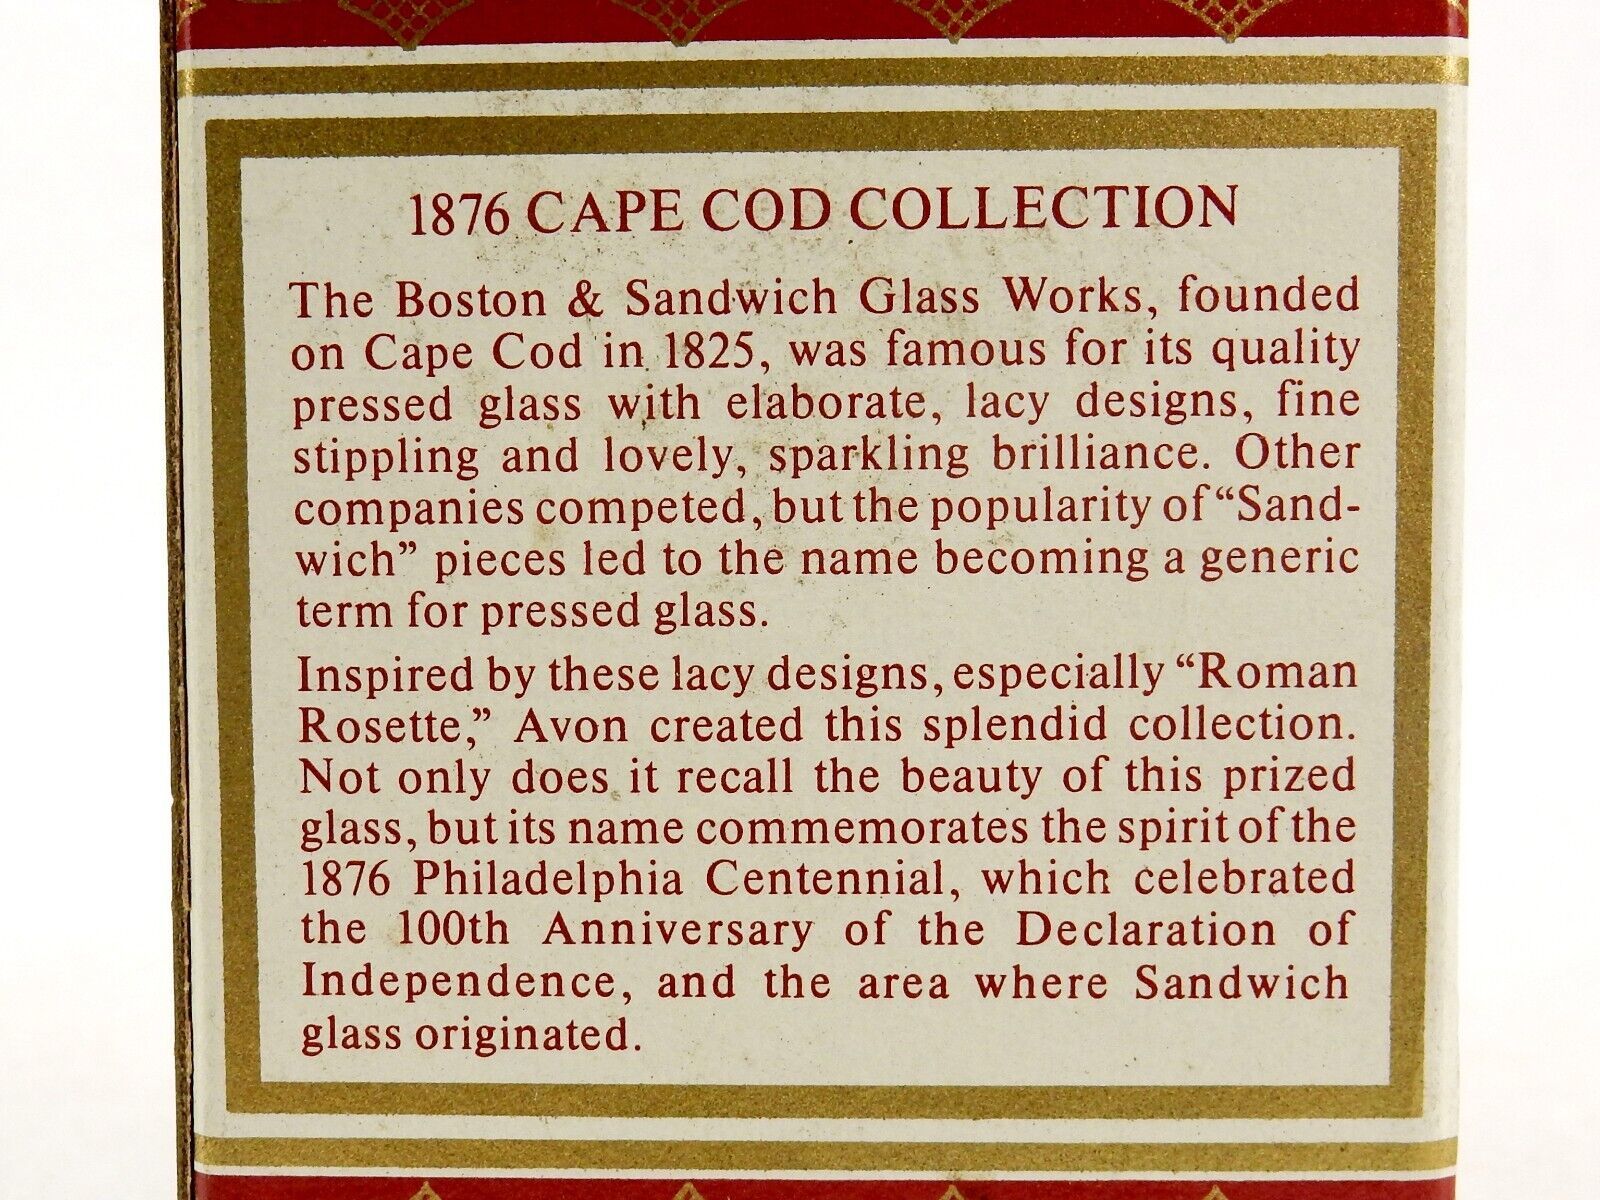 1876 CAPE COD COLLECTION
The Boston & Sandwich Glass Works, founded
on Cape Cod in 1825, was famous for its quality
pressed glass with elaborate, lacy designs, fine
stippling and lovely, sparkling brilliance. Other
companies competed, but the popularity of “Sand-
wich” pieces led to the name becoming a generic
term for pressed glass.
Inspired by these lacy designs, especially “Roman
Rosette,” Avon created this splendid collection.
Not only does it recall the beauty of this prized
glass, but its name commemorates the spirit of the
1876 Philadelphia Centennial, which celebrated
the 100th Anniversary of the Declaration of
Independence, and the area where Sandwich
glass originated.